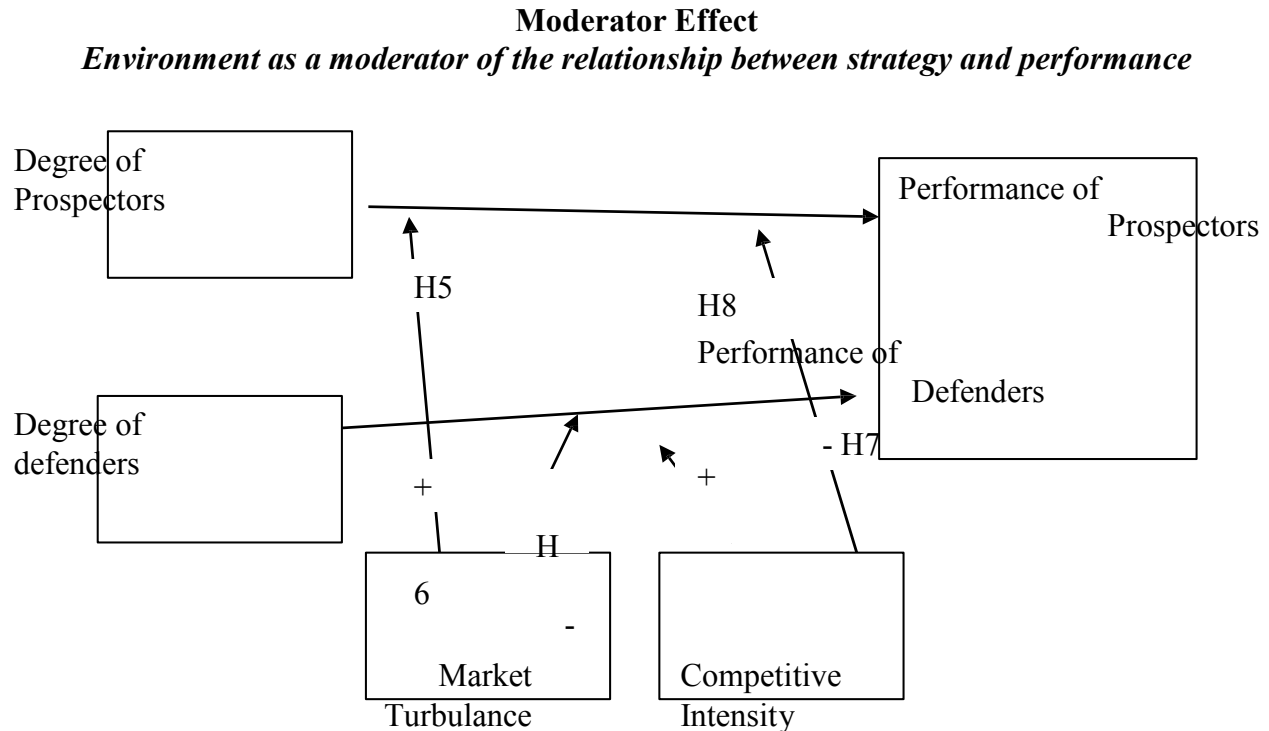 Moderator Effect
Environment as a moderator of the relationship between strategy and performance
Degree of
Prospectors
Performance of
Prospectors
H5
H8
Performance of
Defenders
Degree of
defenders
- H7
+
+
H
6
-
Market
Turbulance
Competitive
Intensity